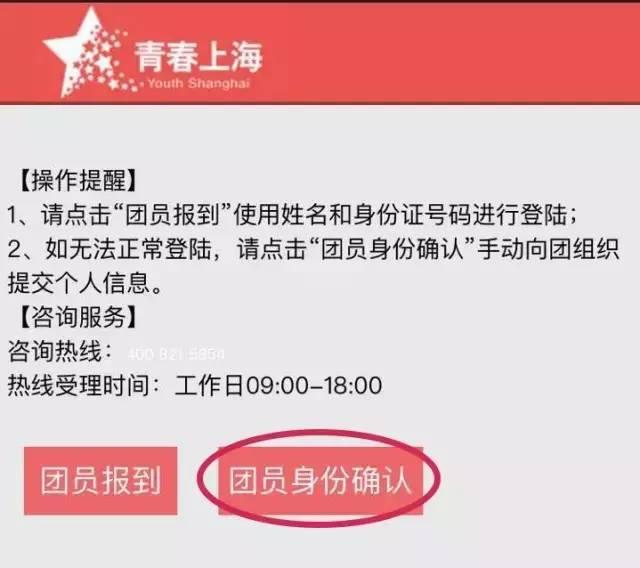 青春上海
Youth Shanghai
【操作提醒】
1、请点击“团员报到”使用姓名和身份证号码进行登陆；
2、如无法正常登陆，请点击“团员身份确认”手动向团组织
提交个人信息。
【咨询服务】
咨询热线：400 821 5854
热线受理时间：工作日09:00-18:00
团员报到 团员身份确认